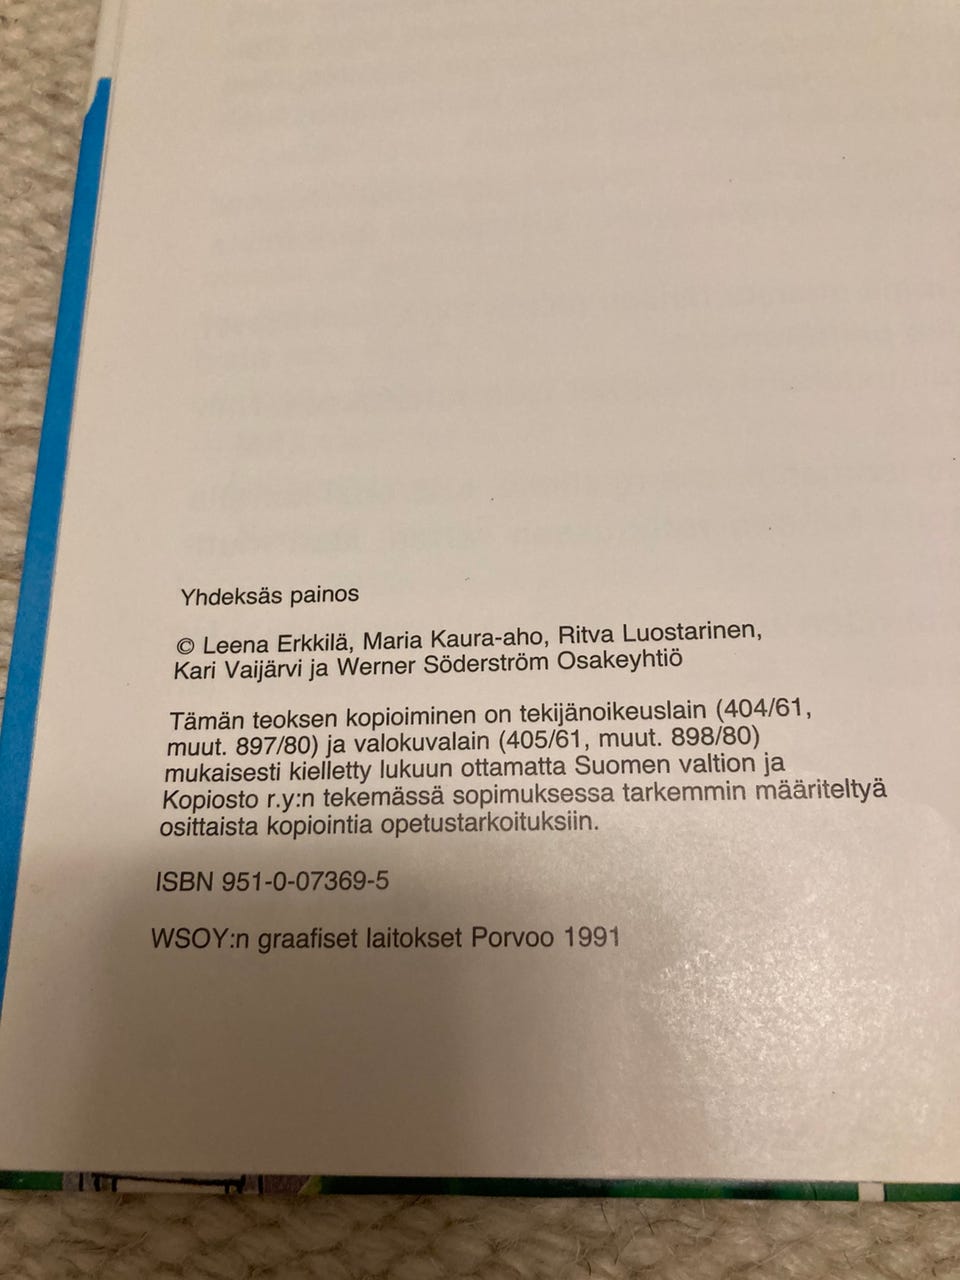 Yhdeksäs painos
© Leena Erkkilä, Maria Kaura-aho, Ritva Luostarinen,
Kari Vaijärvi ja Werner Söderström Osakeyhtiö
Tämän teoksen kopioiminen on tekijänoikeuslain (404/61,
muut. 897/80) ja valokuvalain (405/61, muut. 898/80)
mukaisesti kielletty lukuun ottamatta Suomen valtion ja
Kopiosto r.y:n tekemässä sopimuksessa tarkemmin määriteltyä
osittaista kopiointia opetustarkoituksiin.
ISBN 951-0-07369-5
WSOY:n graafiset laitokset Porvoo 1991